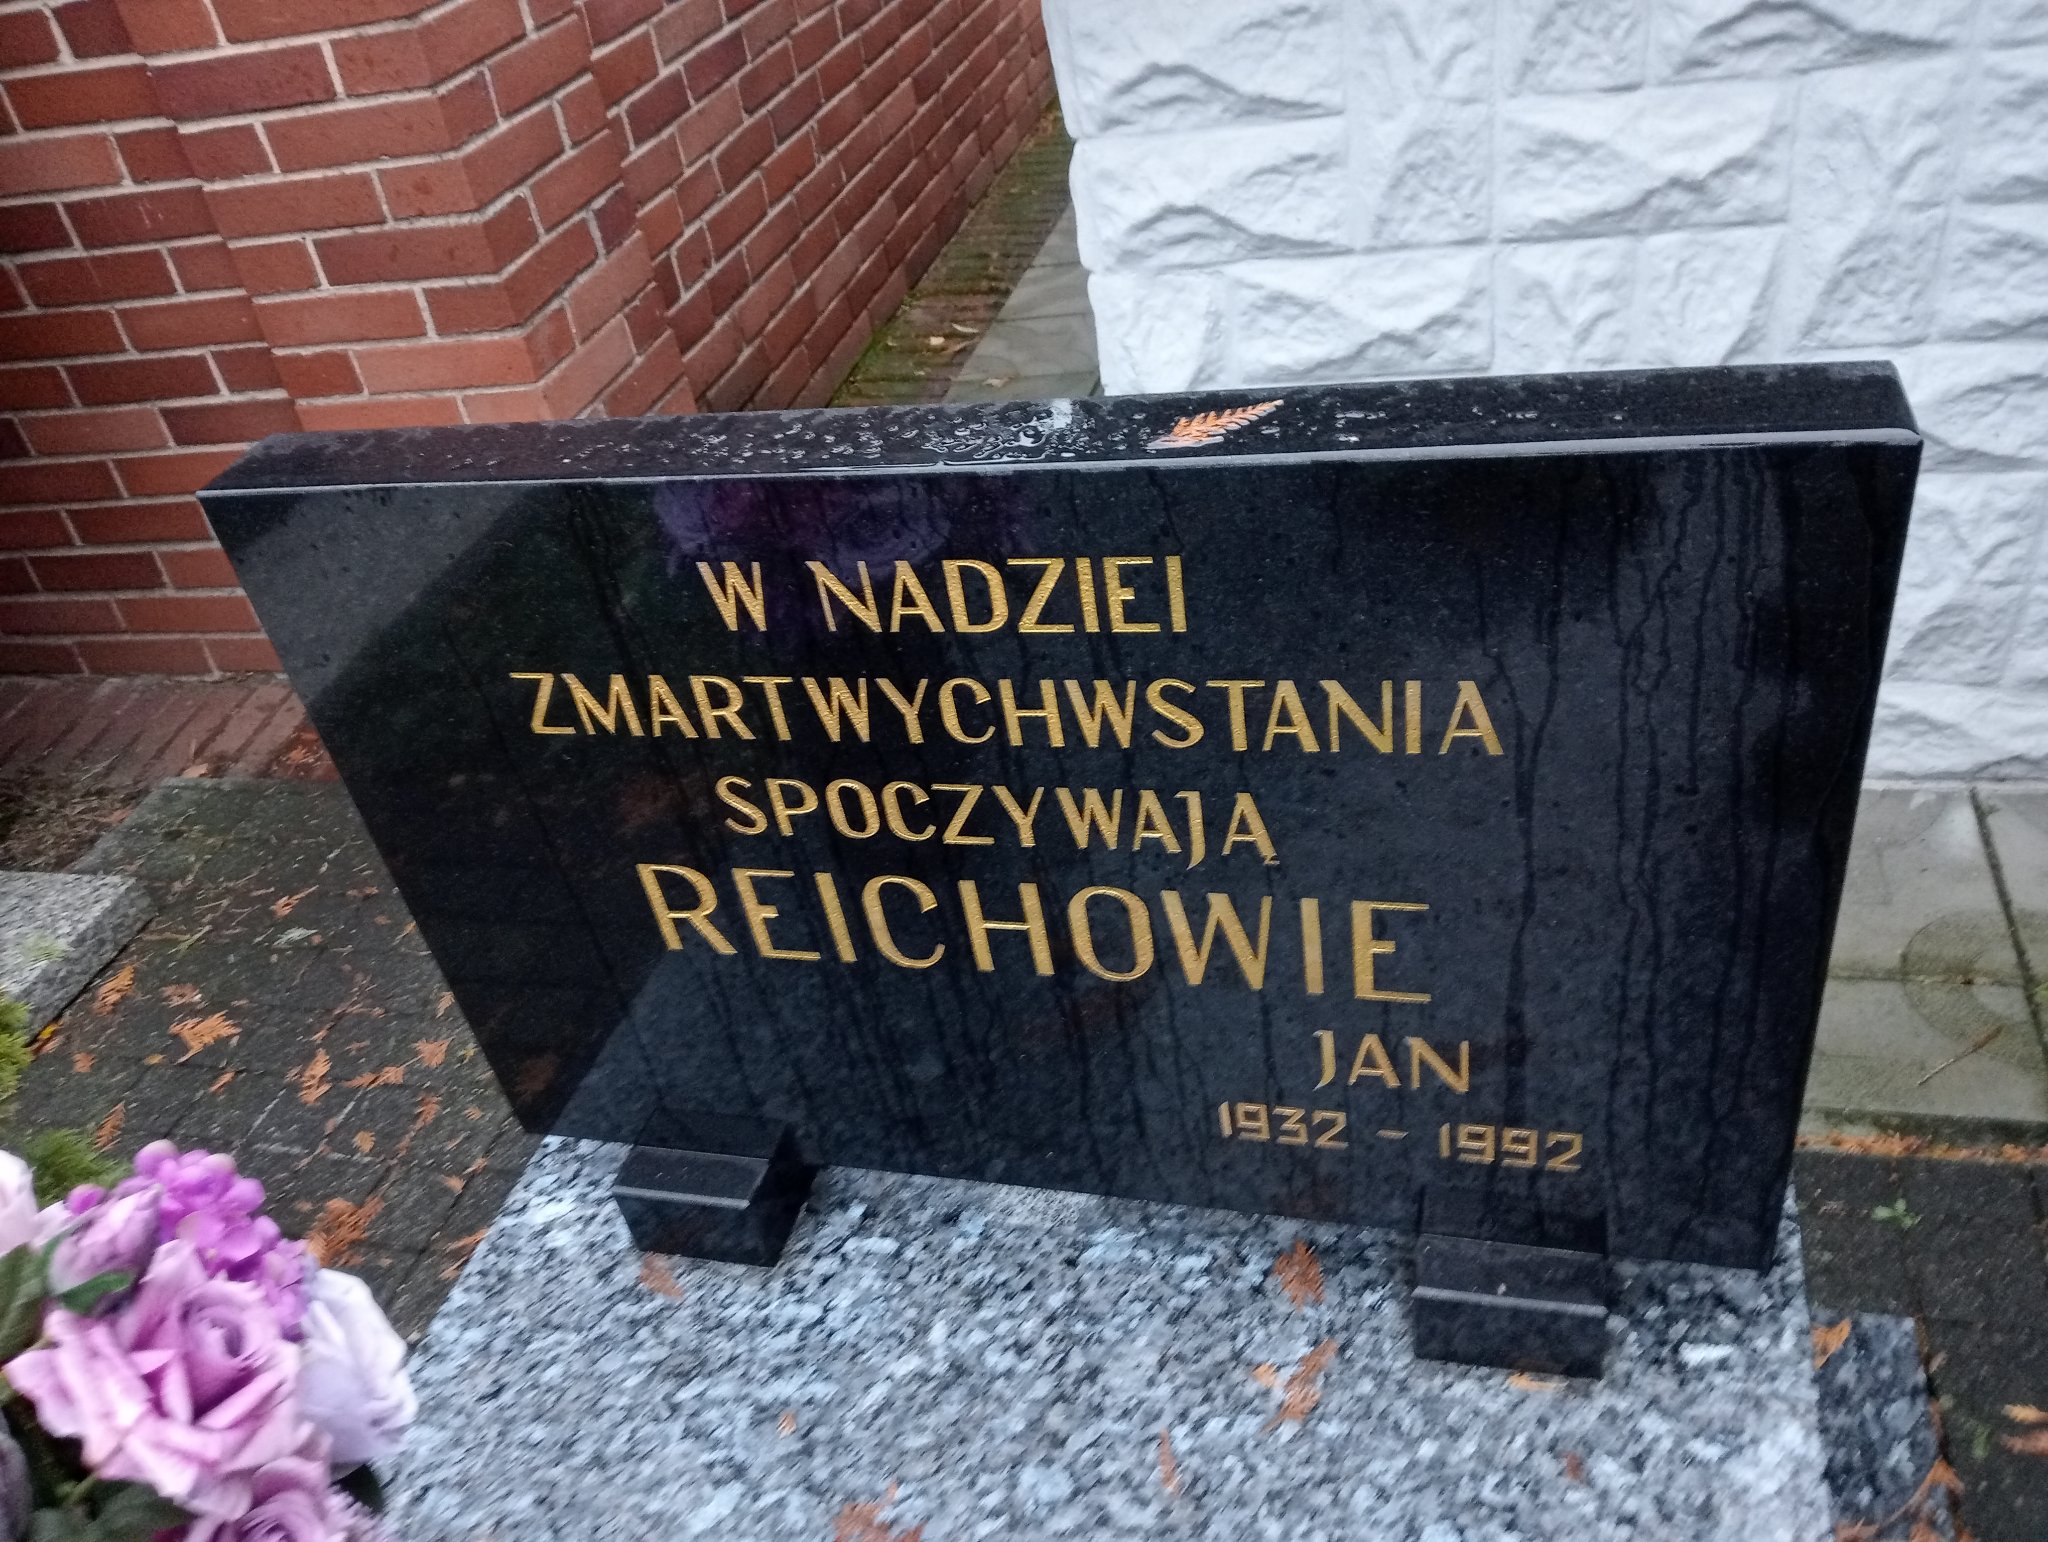 W NADZIEI
ZMARTWYCHWSTANIA
SPOCZYWAJĄ
REICHOWIE
JAN
1932 - 1992